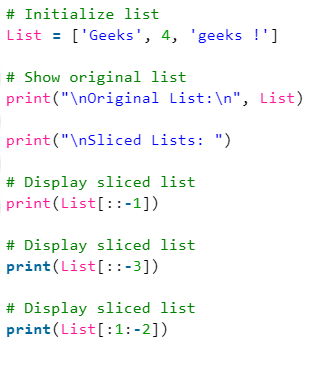 # Initialize list
List = ['Geeks', 4, 'geeks !']
# Show original list
print("\nOriginal List:\n", List)
print("\nSliced Lists: ")
# Display sliced list
print(List[::-1])
# Display sliced list
print(List[::-3])
# Display sliced list
print(List[:1:-2])